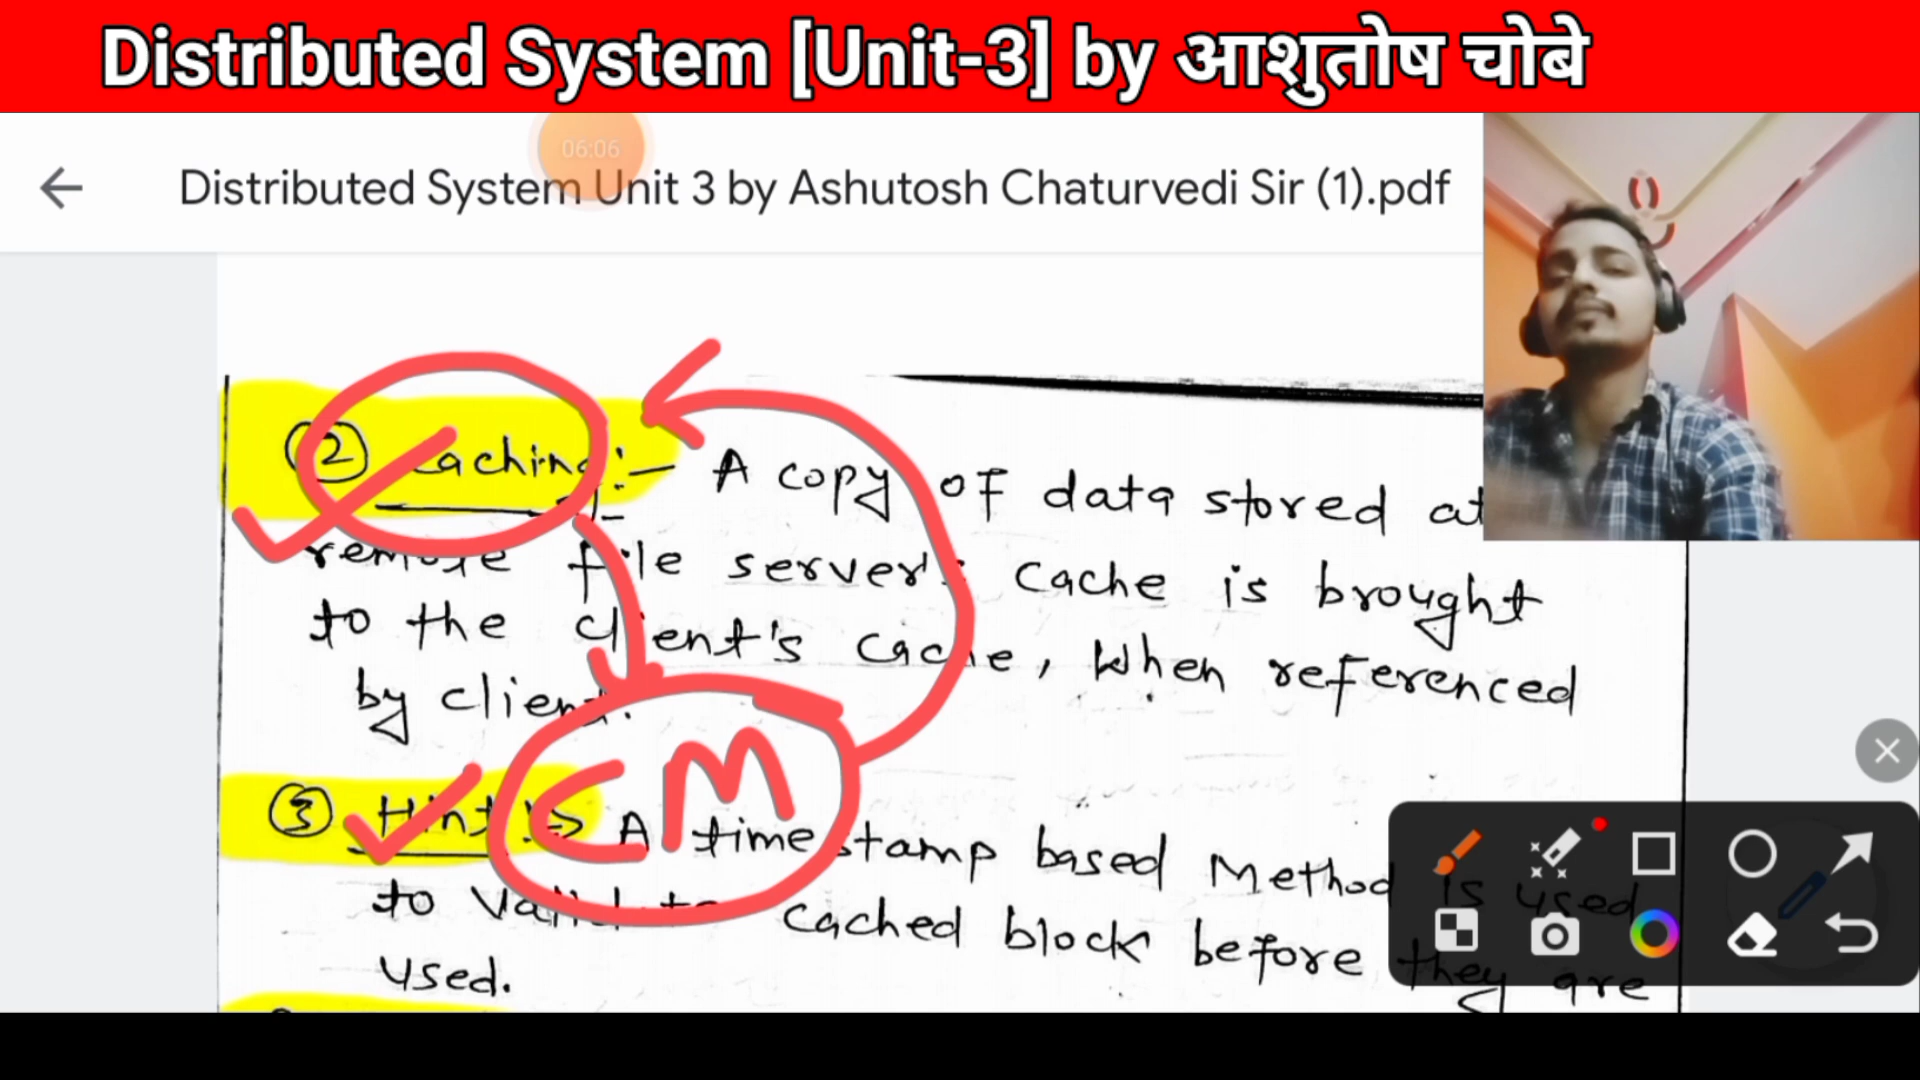 Distributed System [Unit-3] by आशुतोष चोबे
06:06
Distributed System Unit 3 by Ashutosh Chaturvedi Sir (1).pdf
② Caching:- A copy of data stored at
remote file server's cache is brought
to the client's cache, when referenced
by client.
CM
③ Hint :> A timestamp based Method is used
to validate cached block before they are
used.